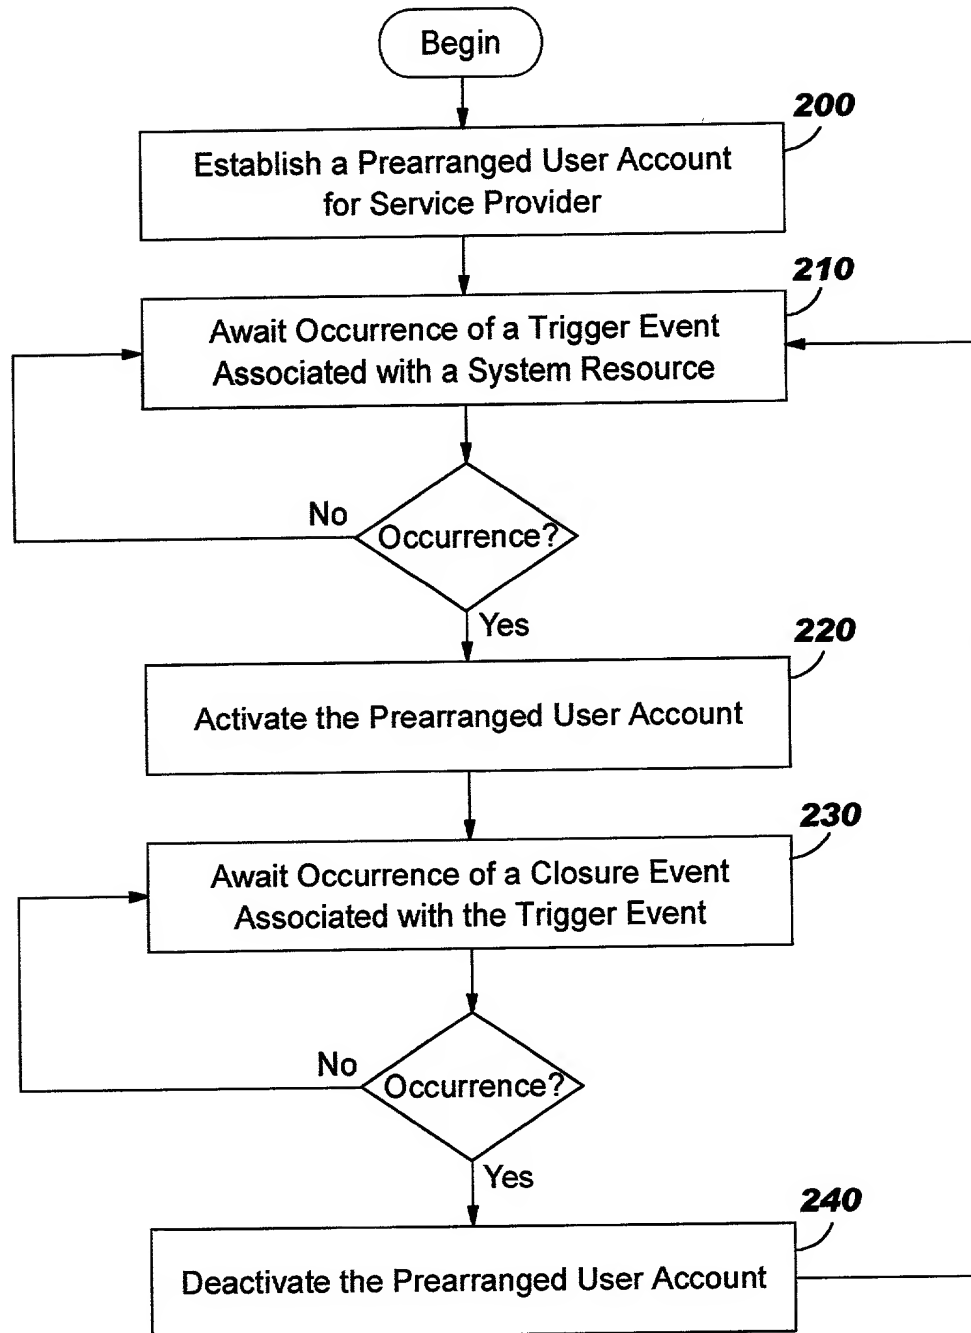 Begin
200
Establish a Prearranged User Account
for Service Provider
210
Await Occurrence of a Trigger Event
Associated with a System Resource
No
Occurrence?
Yes
220
Activate the Prearranged User Account
230
Await Occurrence of a Closure Event
Associated with the Trigger Event
No
Occurrence?
Yes
240
Deactivate the Prearranged User Account